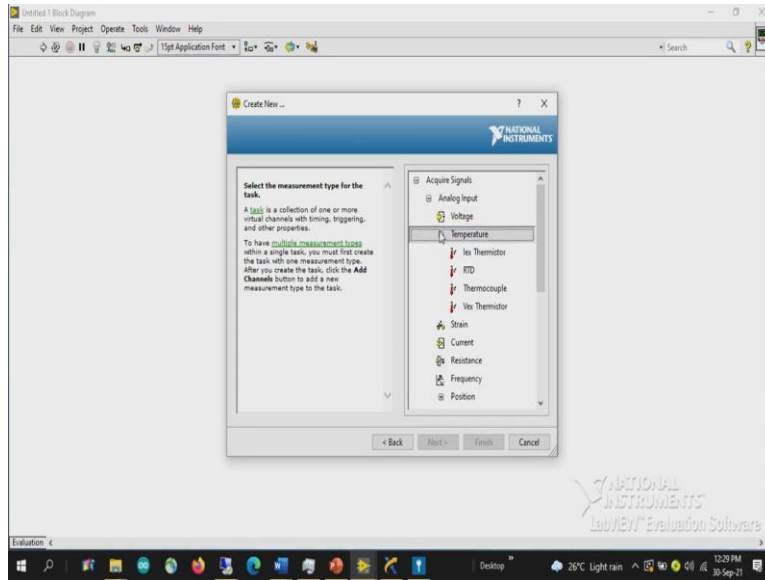 Untitled 1 Block Diagram
File Edit View Project Operate Tools Window Help
15pt Application Font
Search
Create New ...
NATIONAL
INSTRUMENTS
Select the measurement type for the
task.
A task is a collection of one or more
virtual channels with timing, triggering,
and other properties.
To have multiple measurement types
within a single task, you must first create
the task with one measurement type.
After you create the task, click the Add
Channels button to add a new
measurement type to the task.
Acquire Signals
Analog Input
Voltage
Temperature
Iex Thermistor
RTD
Thermocouple
Vex Thermistor
Strain
Current
Resistance
Frequency
Position
< Back Next > Finish Cancel
NATIONAL
INSTRUMENTS
LabVIEW™ Evaluation Software
Evaluation
Desktop
26°C Light rain
12:29 PM
30-Sep-21